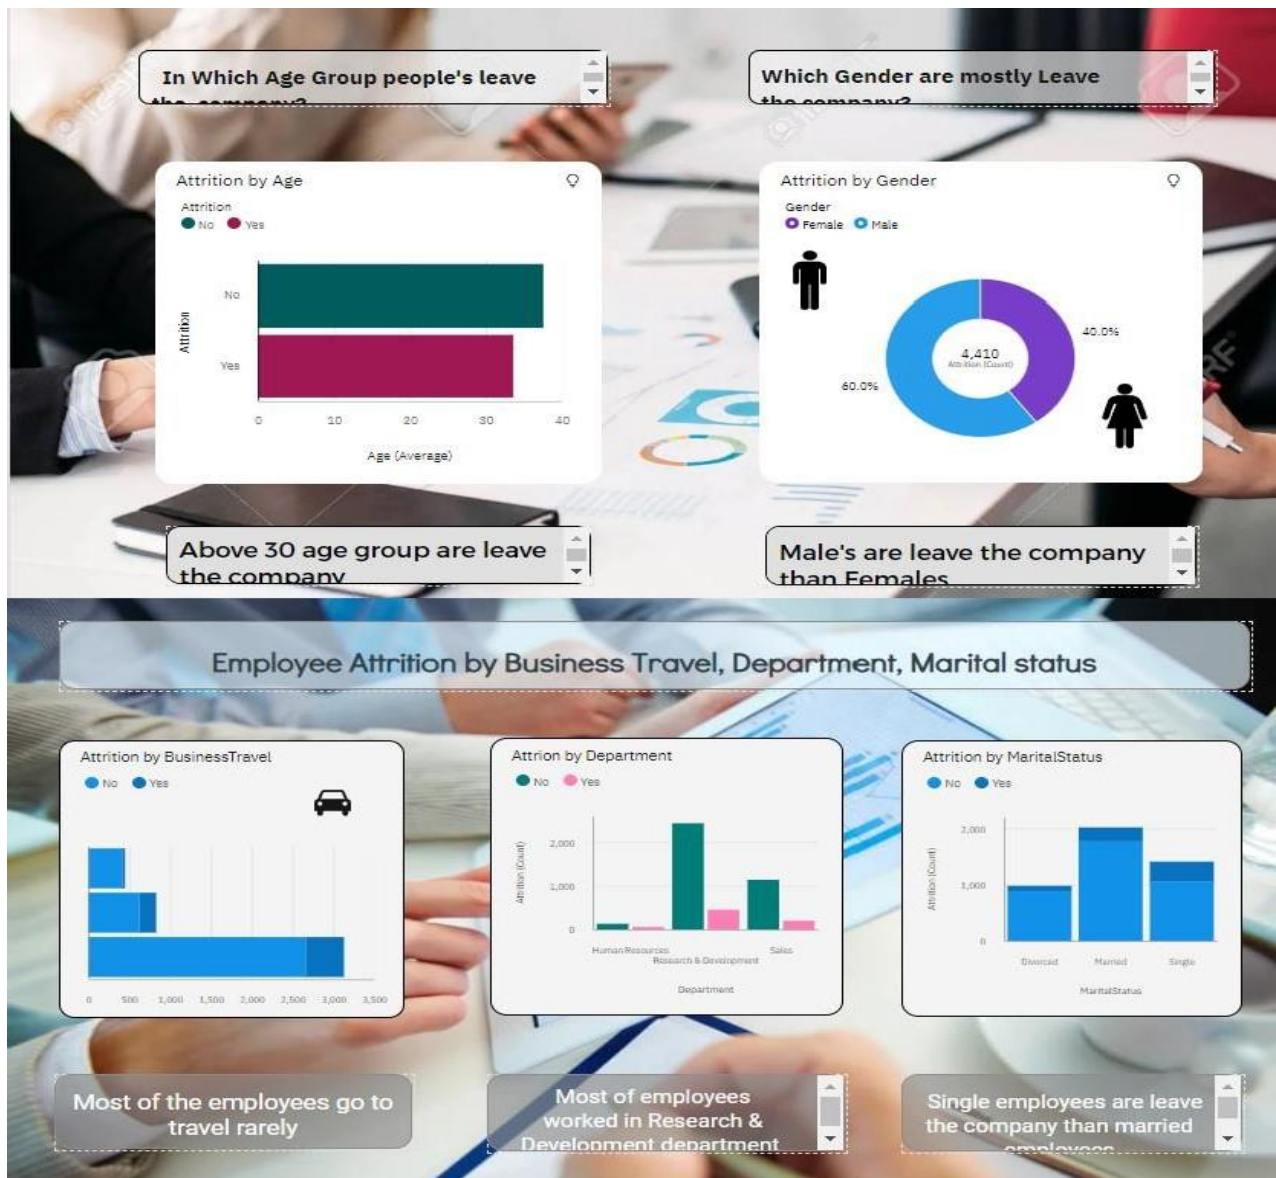 In Which Age Group people's leave
the company?
Which Gender are mostly Leave
the company?
Attrition by Age
Attrition
No Yes
No
Attrition
Yes
0 10 20 30 40
Age (Average)
Attrition by Gender
Gender
Female Male
40.0%
4,410
Attrition (Count)
60.0%
Above 30 age group are leave
the company
Male's are leave the company
than Females
Employee Attrition by Business Travel, Department, Marital status
Attrition by BusinessTravel
No Yes
0 500 1,000 1,500 2,000 2,500 3,000 3,500
Attrion by Department
No Yes
Attrition (Count)
2,000
1,000
0
Human Resources
Research & Development
Sales
Department
Attrition by MaritalStatus
No Yes
Attrition (Count)
2,000
1,000
0
Divorced Married Single
MaritalStatus
Most of the employees go to
travel rarely
Most of employees
worked in Research &
Development department
Single employees are leave
the company than married
employees